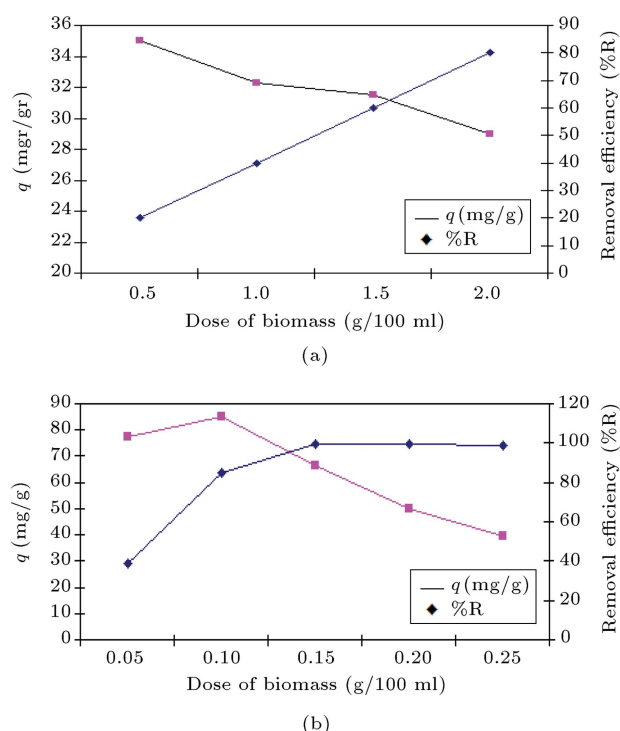 36
34
32
30
28
26
24
22
20
q (mgr/gr)
90
80
70
60
50
40
30
20
10
0
Removal efficiency (%R)
q (mg/g)
%R
0.5 1.0 1.5 2.0
Dose of biomass (g/100 ml)
(a)
90
80
70
60
50
40
30
20
10
0
q (mg/g)
120
100
80
60
40
20
0
Removal efficiency (%R)
q (mg/g)
%R
0.05 0.10 0.15 0.20 0.25
Dose of biomass (g/100 ml)
(b)